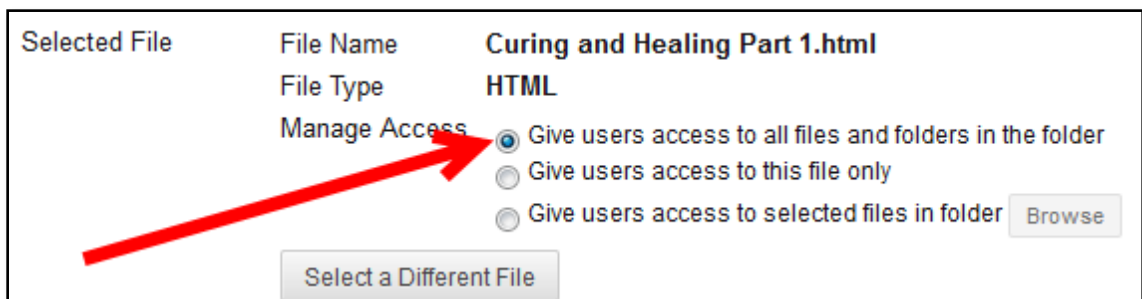 Selected File
File Name Curing and Healing Part 1.html
File Type HTML
Manage Access Give users access to all files and folders in the folder
Give users access to this file only
Give users access to selected files in folder Browse
Select a Different File